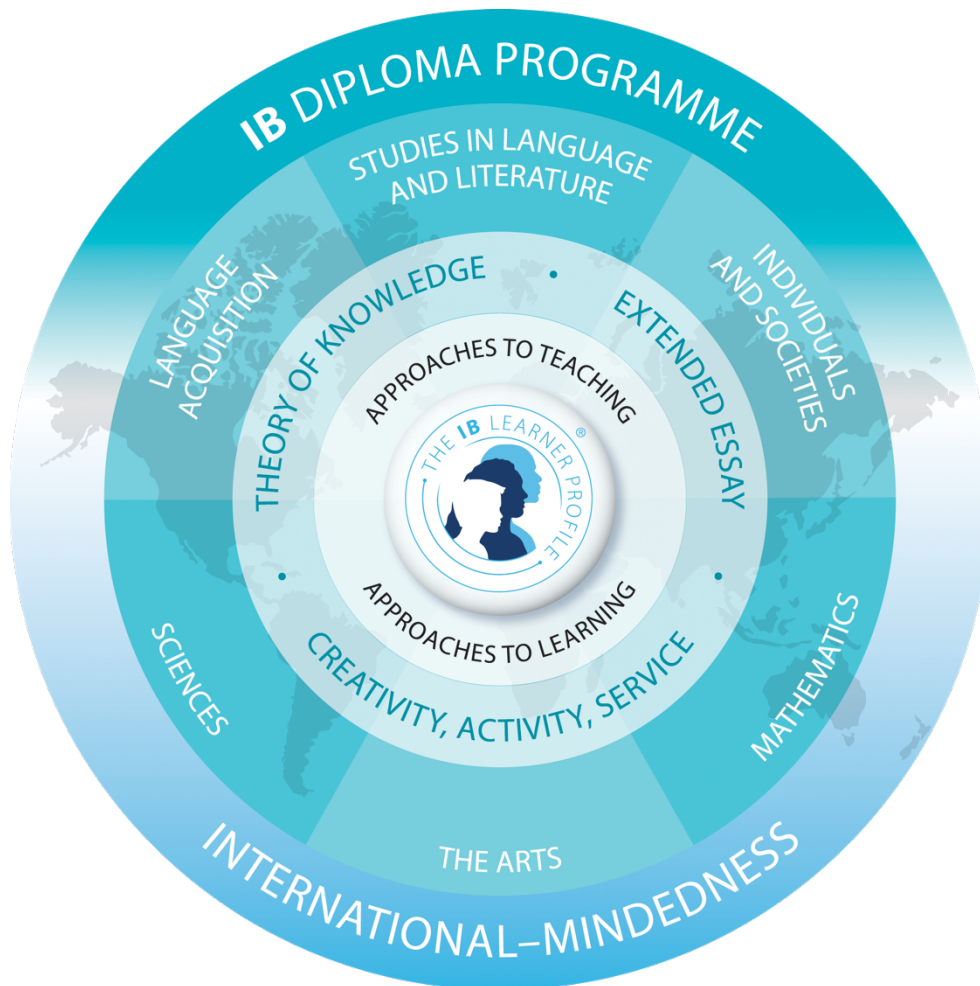 IB DIPLOMA PROGRAMME
STUDIES IN LANGUAGE
AND LITERATURE
LANGUAGE
ACQUISITION
INDIVIDUALS
AND SOCIETIES
THEORY OF KNOWLEDGE
EXTENDED ESSAY
APPROACHES TO TEACHING
THE IB LEARNER PROFILE ®
APPROACHES TO LEARNING
CREATIVITY, ACTIVITY, SERVICE
SCIENCES
MATHEMATICS
THE ARTS
INTERNATIONAL–MINDEDNESS